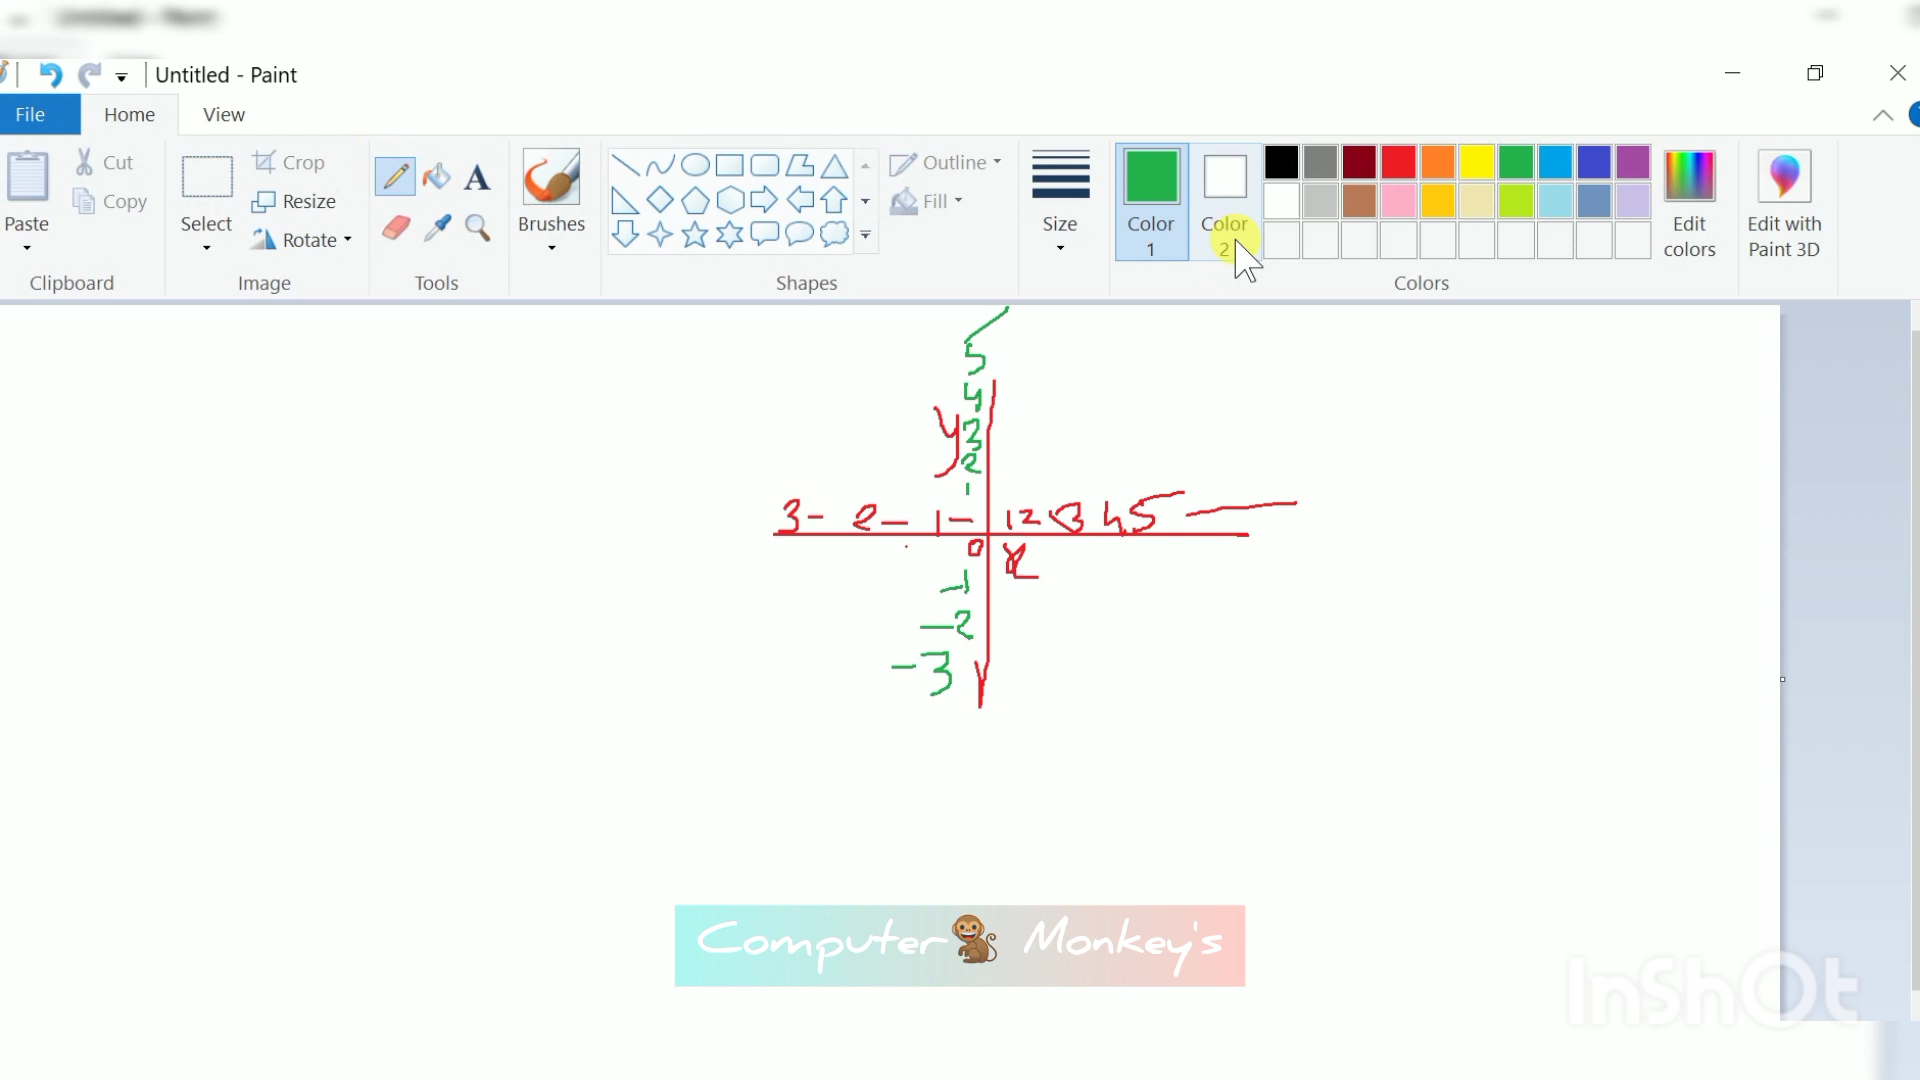 Untitled - Paint
Untitled - Paint
File Home View
Cut Crop Outline
Copy Resize Fill
Paste Select Rotate Brushes Size Color 1 Color 2 Edit colors Edit with Paint 3D
Clipboard Image Tools Shapes Colors
5
4
y 3
2
1
3- 2- 1- 1 2 3 4 5
0 x
-1
-2
-3
Computer Monkey's
InShOt